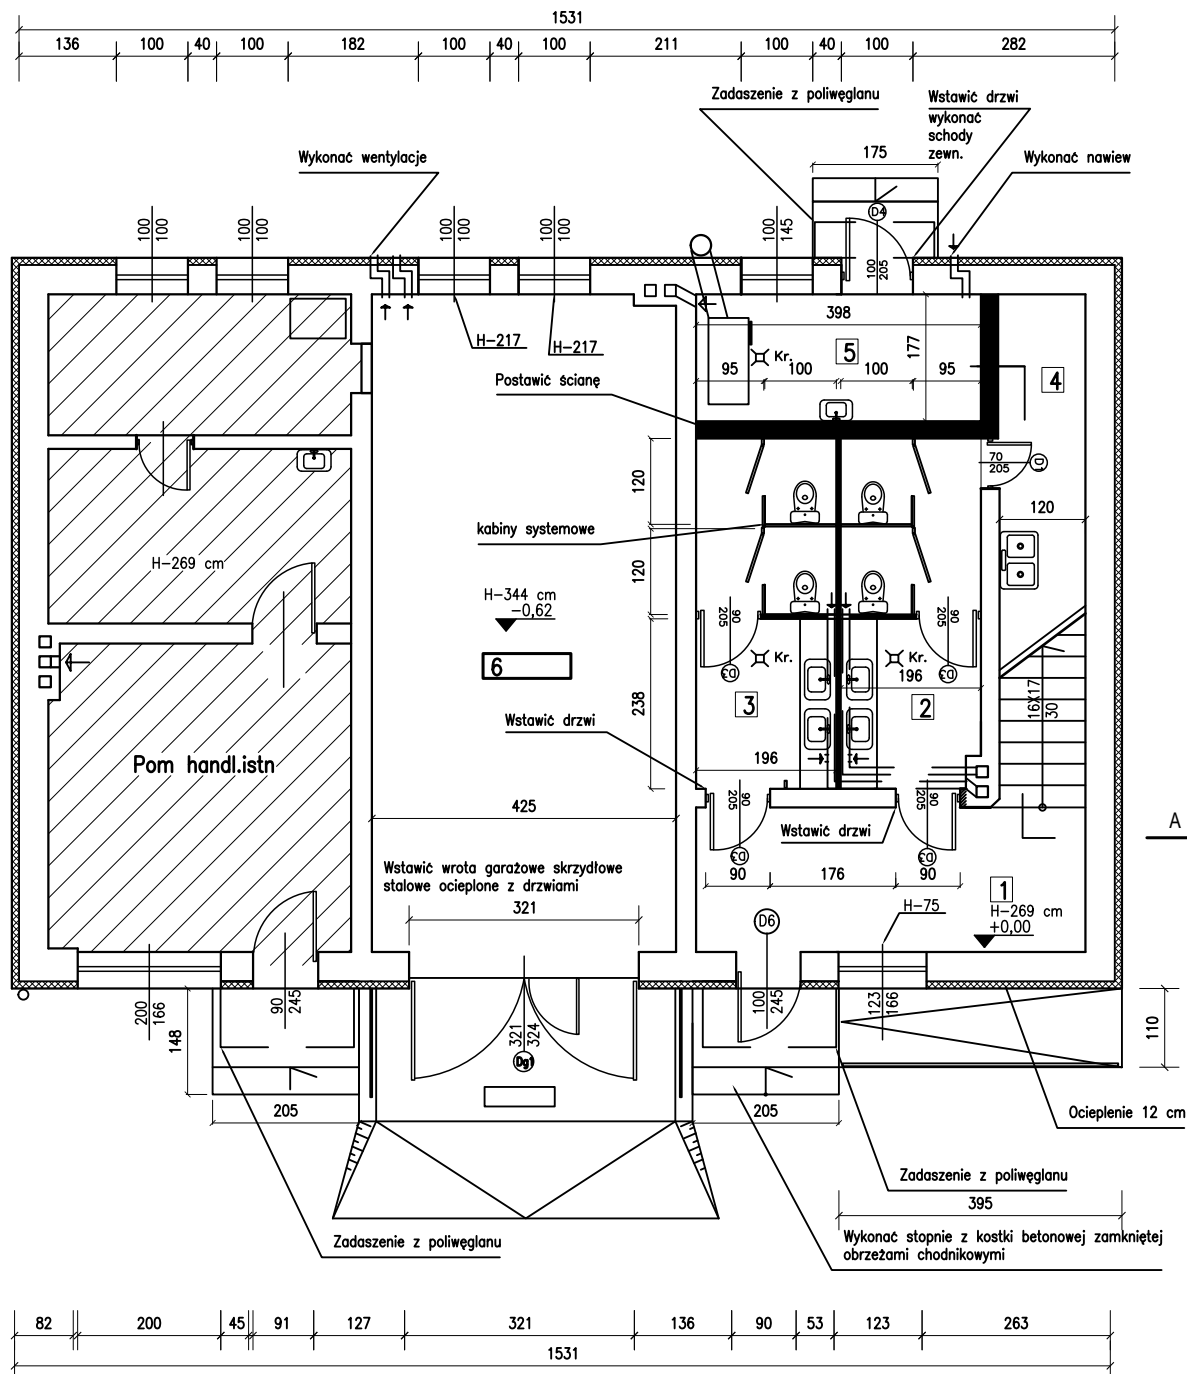 1531
136 100 40 100 182 100 40 100 211 100 40 100 282
Zadaszenie z poliwęglanu
Wstawić drzwi
wykonać
schody
zewn.
Wykonać wentylacje
175
Wykonać nawiew
D4
100
100
100
100
100
100
100
100
100
145
100
205
398
H-217
H-217
5
177
Kr.
95 100 100 95
4
Postawić ścianę
70
205
D1
120
120
kabiny systemowe
H-269 cm
120
H-344 cm
-0,62
90
205
90
205
Kr.
Kr.
D3
D3
6
196
3
2
238
16X17
30
Wstawić drzwi
Pom handl.istn
196
90
205
90
205
425
Wstawić drzwi
A
D3
D3
Wstawić wrota garażowe skrzydłowe
stalowe ocieplone z drzwiami
90 176 90
1
321
H-75
H-269 cm
+0,00
D6
200
166
90
245
321
324
100
245
123
166
148
110
Dg1
205
205
Ocieplenie 12 cm
Zadaszenie z poliwęglanu
395
Zadaszenie z poliwęglanu
Wykonać stopnie z kostki betonowej zamkniętej
obrzeżami chodnikowymi
82 200 45 91 127 321 136 90 53 123 263
1531